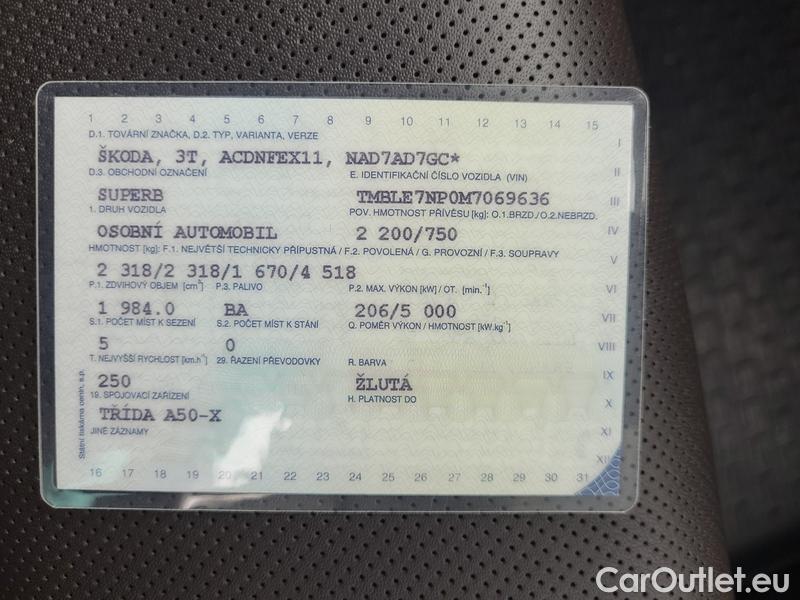 1 2 3 4 5 6 7 8 9 10 11 12 13 14 15
D.1. TOVÁRNÍ ZNAČKA, D.2. TYP, VARIANTA, VERZE
I
ŠKODA, 3T, ACDNFEX11, NAD7AD7GC*
D.3. OBCHODNÍ OZNAČENÍ E. IDENTIFIKAČNÍ ČÍSLO VOZIDLA (VIN)
II
SUPERB TMBLE7NP0M7069636
III
1. DRUH VOZIDLA POV. HMOTNOST PŘÍVĚSU [kg]: O.1.BRZD./O.2.NEBRZD.
OSOBNÍ AUTOMOBIL 2 200/750
IV
HMOTNOST [kg]: F.1. NEJVĚTŠÍ TECHNICKY PŘÍPUSTNÁ / F.2. POVOLENÁ / G. PROVOZNÍ / F.3. SOUPRAVY
V
2 318/2 318/1 670/4 518
P.1. ZDVIHOVÝ OBJEM [cm³] P.3. PALIVO P.2. MAX. VÝKON [kW] / OT. [min.⁻¹]
VI
1 984.0 BA 206/5 000
VII
S.1. POČET MÍST K SEZENÍ S.2. POČET MÍST K STÁNÍ Q. POMĚR VÝKON / HMOTNOST [kW.kg⁻¹]
5 0
VIII
T. NEJVYŠŠÍ RYCHLOST [km.h⁻¹] 29. ŘAZENÍ PŘEVODOVKY R. BARVA
250 ŽLUTÁ
IX
19. SPOJOVACÍ ZAŘÍZENÍ H. PLATNOST DO
X
TŘÍDA A50-X
JINÉ ZÁZNAMY
XI
XII
16 17 18 19 20 21 22 23 24 25 26 27 28 29 30 31
Státní tiskárna cenin, s.p.
CarOutlet.eu